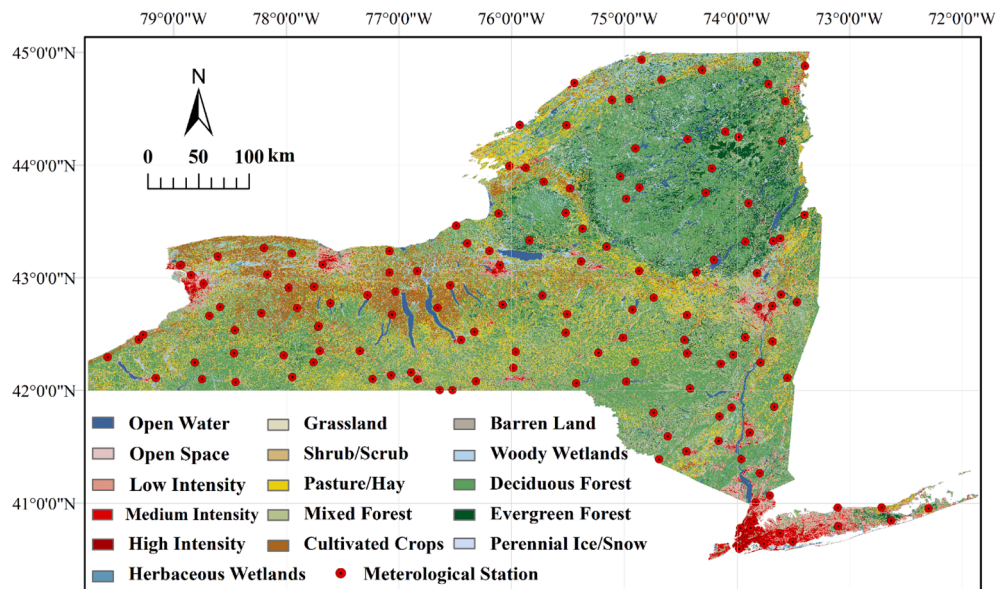 79°0'0"W 78°0'0"W 77°0'0"W 76°0'0"W 75°0'0"W 74°0'0"W 73°0'0"W 72°0'0"W
45°0'0"N
N
44°0'0"N
0 50 100 km
43°0'0"N
42°0'0"N
Open Water Grassland Barren Land
Open Space Shrub/Scrub Woody Wetlands
Low Intensity Pasture/Hay Deciduous Forest
41°0'0"N
Medium Intensity Mixed Forest Evergreen Forest
High Intensity Cultivated Crops Perennial Ice/Snow
Herbaceous Wetlands Meterological Station